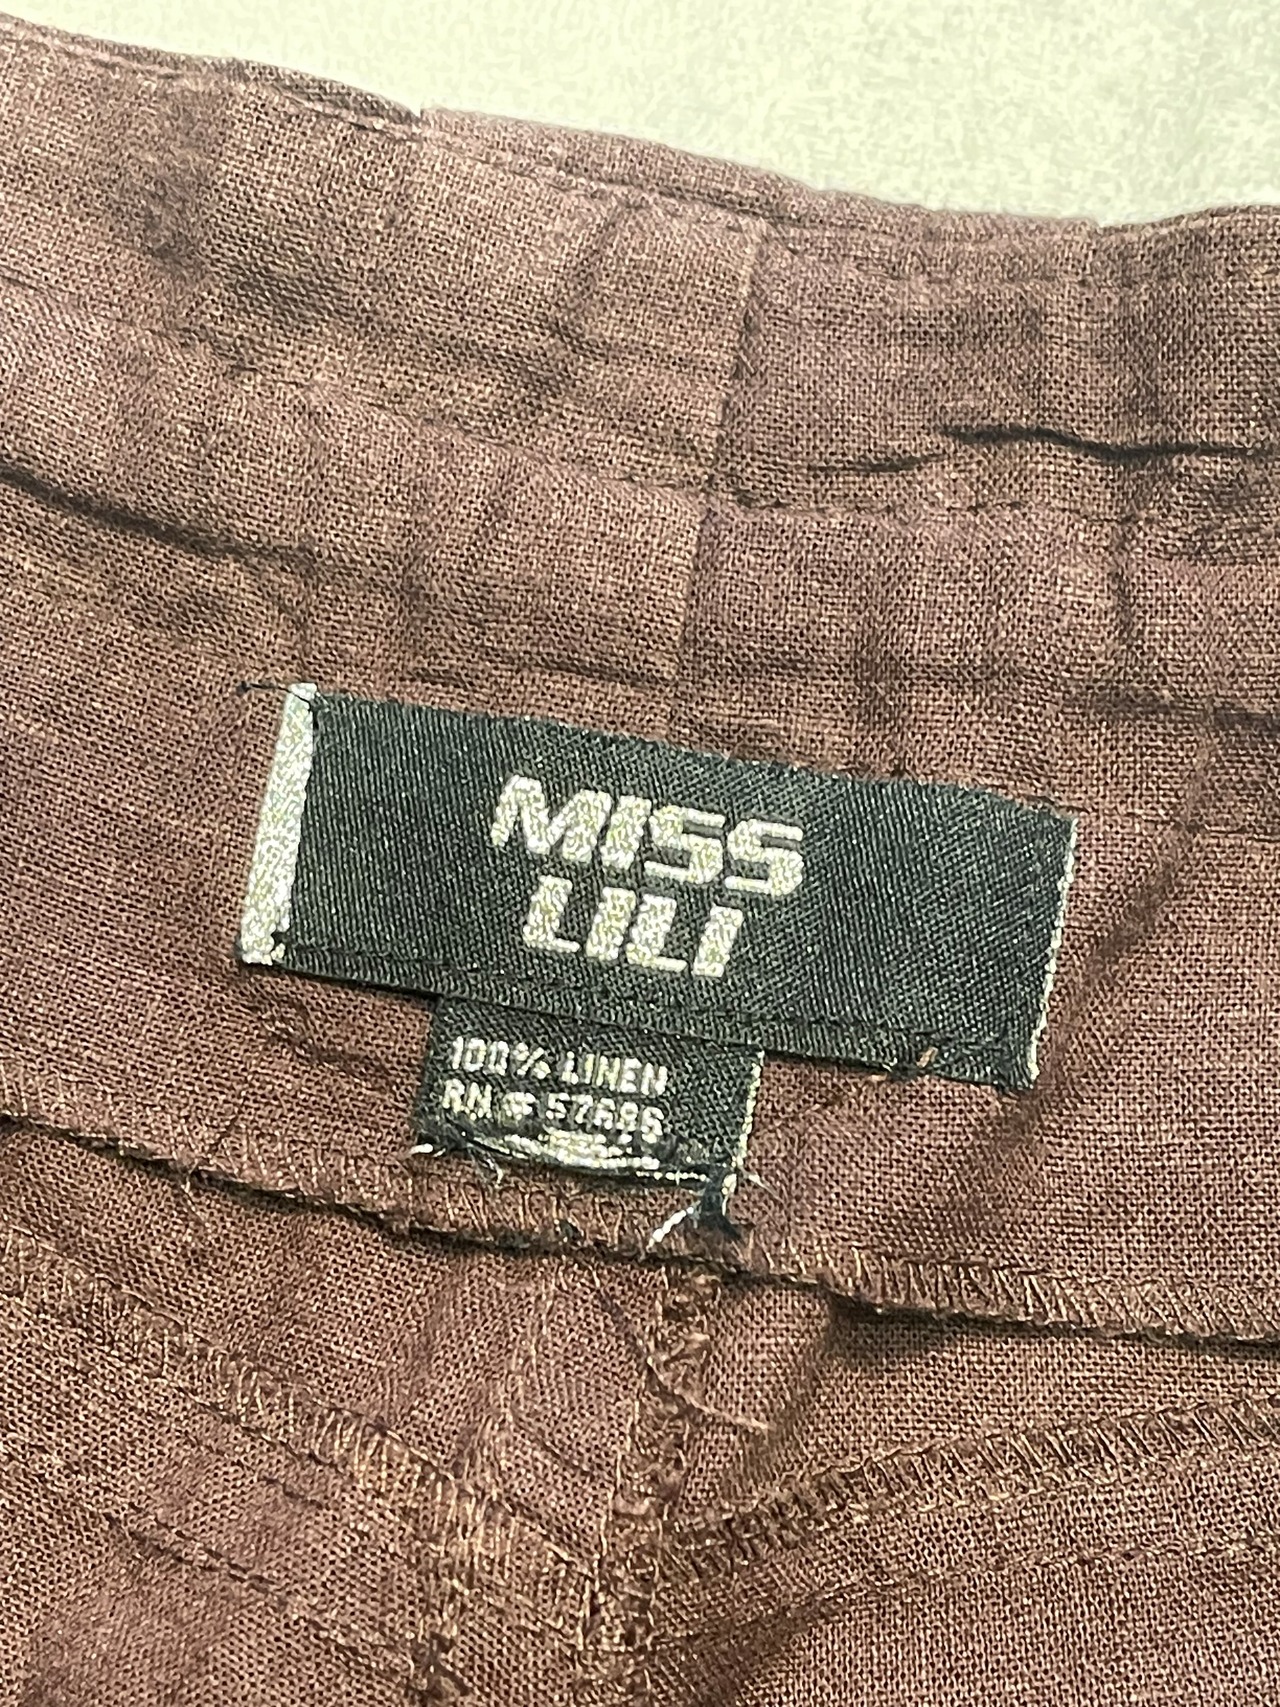 MISS
LILI
100% LINEN
RN # 57686